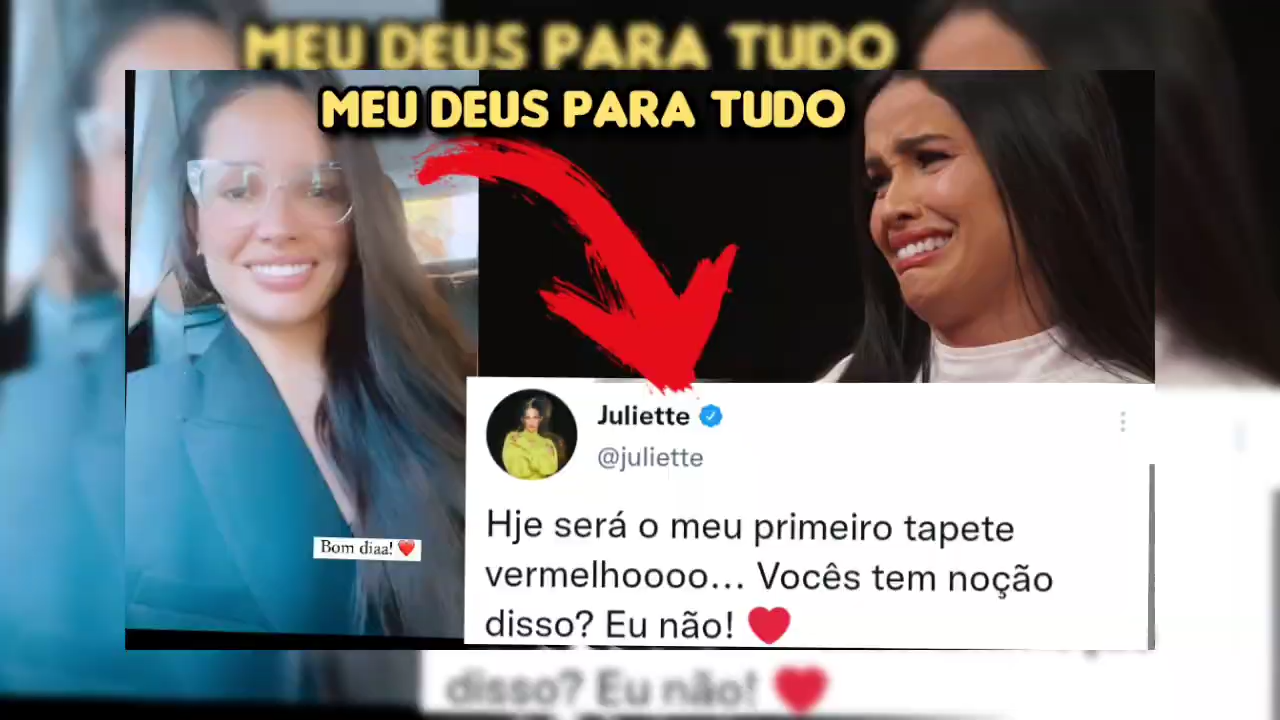 MEU DEUS PARA TUDO
MEU DEUS PARA TUDO
Juliette
@juliette
Hje será o meu primeiro tapete
vermelhoooo... Vocês tem noção
disso? Eu não! ❤️
Bom diaa! ❤️
disso? Eu não! ❤️